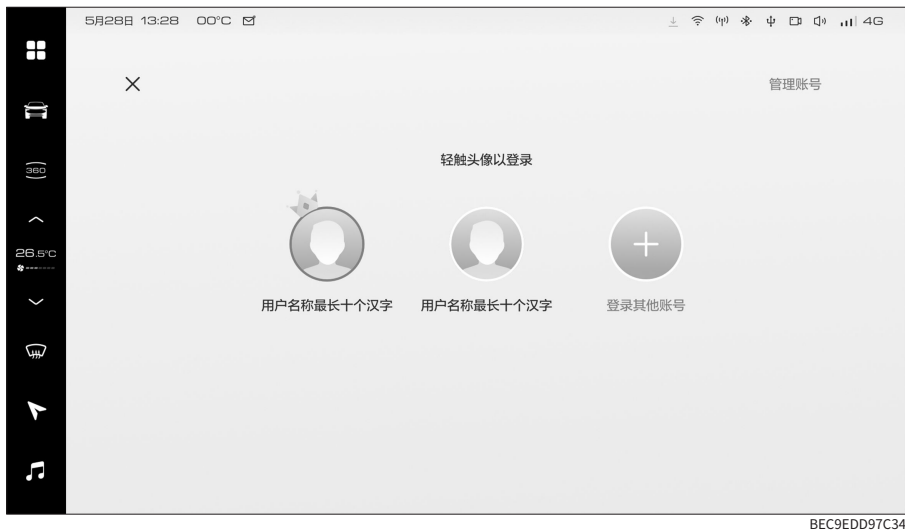 5月28日 13:28 00°C 4G
管理账号
360
轻触头像以登录
26.5°C
用户名称最长十个汉字 用户名称最长十个汉字 登录其他账号
BEC9EDD97C34